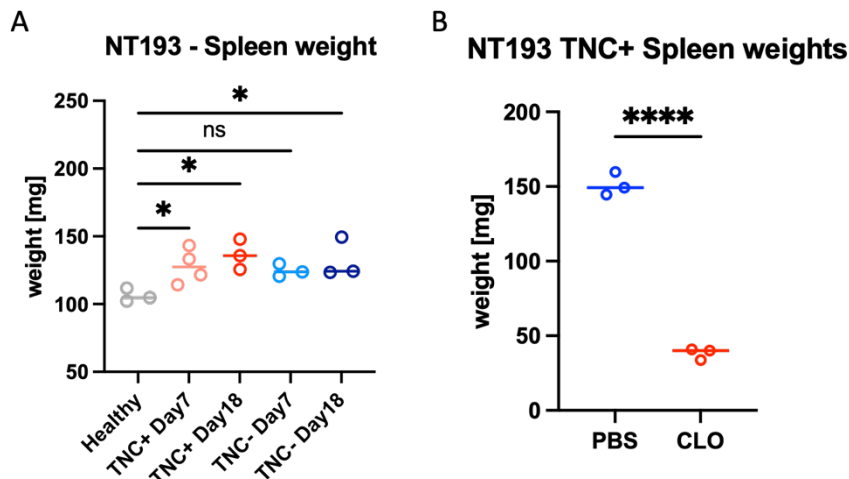 A
NT193 - Spleen weight
weight [mg]
250
200
150
100
50
*
ns
*
*
Healthy
TNC+ Day7
TNC+ Day18
TNC- Day7
TNC- Day18
B
NT193 TNC+ Spleen weights
weight [mg]
200
150
100
50
0
****
PBS
CLO